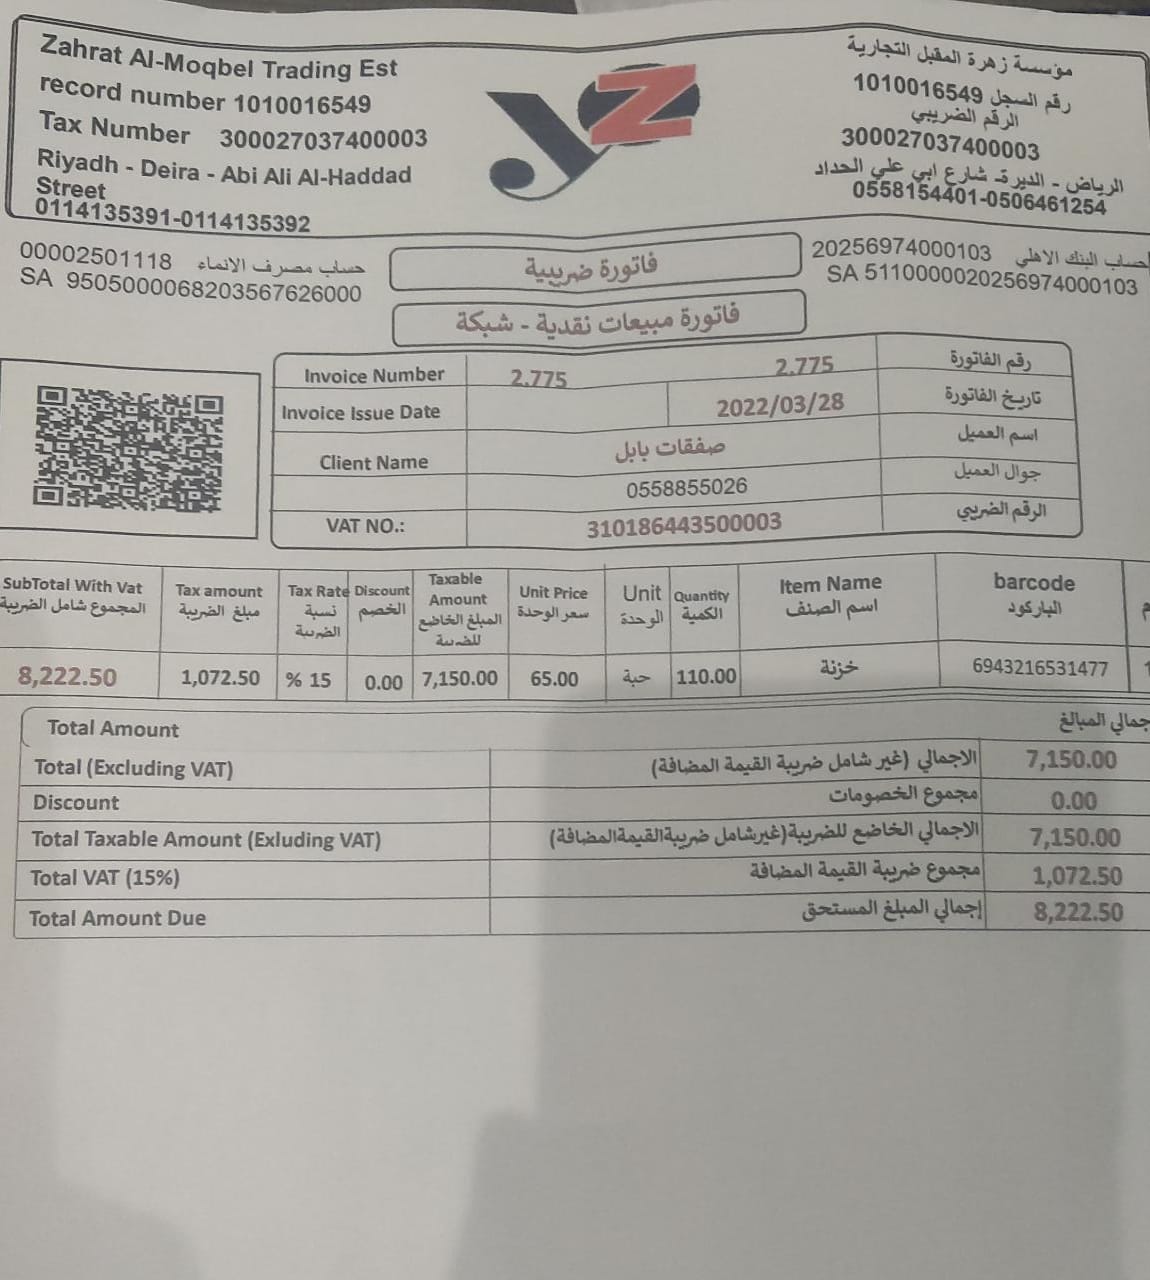 Zahrat Al-Moqbel Trading Est
record number 1010016549
Tax Number 300027037400003
Riyadh - Deira - Abi Ali Al-Haddad
Street
0114135391-0114135392
YZ
مؤسسة زهرة المقبل التجارية
رقم السجل 1010016549
الرقم الضريبي
300027037400003
الرياض - الديرة- شارع ابي علي الحداد
0558154401-0506461254
00002501118 حساب مصرف الانماء
SA 9505000068203567626000
فاتورة ضريبية
فاتورة مبيعات نقدية - شبكة
حساب البنك الاهلي 20256974000103
SA 5110000020256974000103
Invoice Number 2.775 2.775 رقم الفاتورة
Invoice Issue Date 2022/03/28 تاريخ الفاتورة
Client Name صفقات بابل اسم العميل
0558855026 جوال العميل
VAT NO.: 310186443500003 الرقم الضريبي
SubTotal With Vat Tax amount Tax Rate Discount Taxable Amount Unit Price Unit Quantity Item Name barcode
المجموع شامل الضريبة مبلغ الضريبة نسبة الضريبة الخصم المبلغ الخاضع للضريبة سعر الوحدة الوحدة الكمية اسم الصنف الباركود م
8,222.50 1,072.50 % 15 0.00 7,150.00 65.00 حبة 110.00 خزنة 6943216531477 1
Total Amount جمالي المبالغ
Total (Excluding VAT) الاجمالي (غير شامل ضريبة القيمة المضافة) 7,150.00
Discount مجموع الخصومات 0.00
Total Taxable Amount (Exluding VAT) الاجمالي الخاضع للضريبة(غيرشامل ضريبةالقيمةالمضافة) 7,150.00
Total VAT (15%) مجموع ضريبة القيمة المضافة 1,072.50
Total Amount Due إجمالي المبلغ المستحق 8,222.50